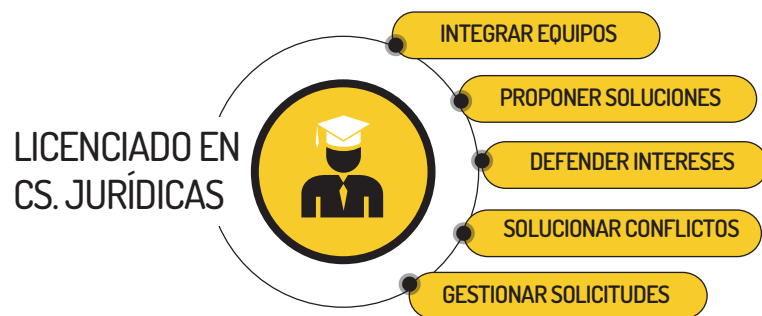 LICENCIADO EN
CS. JURÍDICAS
INTEGRAR EQUIPOS
PROPONER SOLUCIONES
DEFENDER INTERESES
SOLUCIONAR CONFLICTOS
GESTIONAR SOLICITUDES